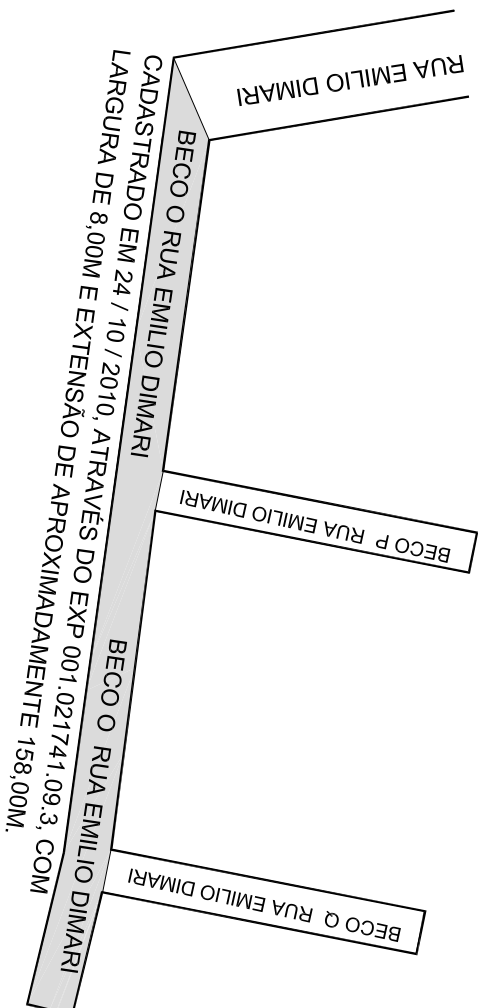 RUA EMILIO DIMARI
BECO O RUA EMILIO DIMARI
CADASTRADO EM 24 / 10 / 2010, ATRAVÉS DO EXP 001.021741.09.3, COM
LARGURA DE 8,00M E EXTENSÃO DE APROXIMADAMENTE 158,00M.
BECO P RUA EMILIO DIMARI
BECO O RUA EMILIO DIMARI
BECO Q RUA EMILIO DIMARI